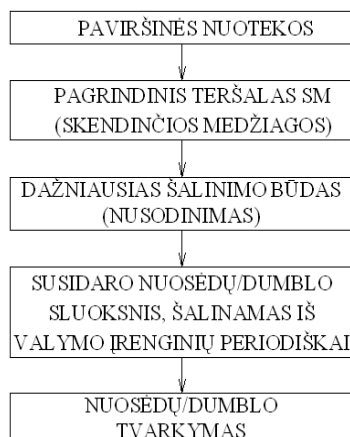 PAVIRŠINĖS NUOTEKOS
PAGRINDINIS TERŠALAS SM
(SKENDINČIOS MEDŽIAGOS)
DAŽNIAUSIAS ŠALINIMO BŪDAS
(NUSODINIMAS)
SUSIDARO NUOSĖDŲ/DUMBLO
SLUOKSNIS, ŠALINAMAS IŠ
VALYMO ĮRENGINIŲ PERIODIŠKAI
NUOSĖDŲ/DUMBLO
TVARKYMAS